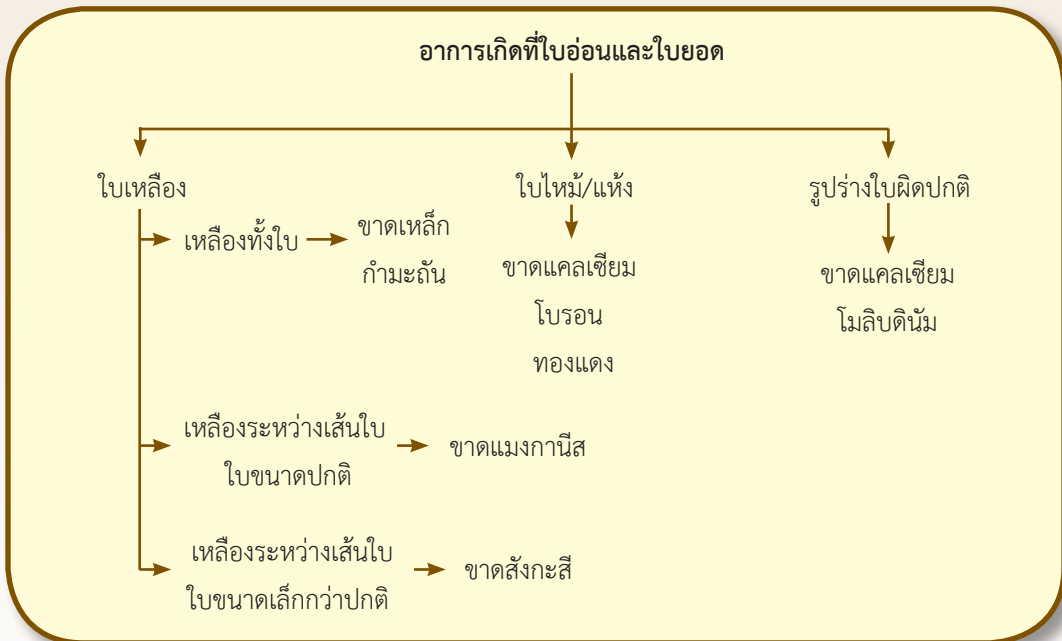 อาการเกิดที่ใบอ่อนและใบยอด
ใบเหลือง
เหลืองทั้งใบ
ขาดเหล็ก
กำมะถัน
เหลืองระหว่างเส้นใบ
ใบขนาดปกติ
ขาดแมงกานีส
เหลืองระหว่างเส้นใบ
ใบขนาดเล็กกว่าปกติ
ขาดสังกะสี
ใบไหม้/แห้ง
ขาดแคลเซียม
โบรอน
ทองแดง
รูปร่างใบผิดปกติ
ขาดแคลเซียม
โมลิบดินัม